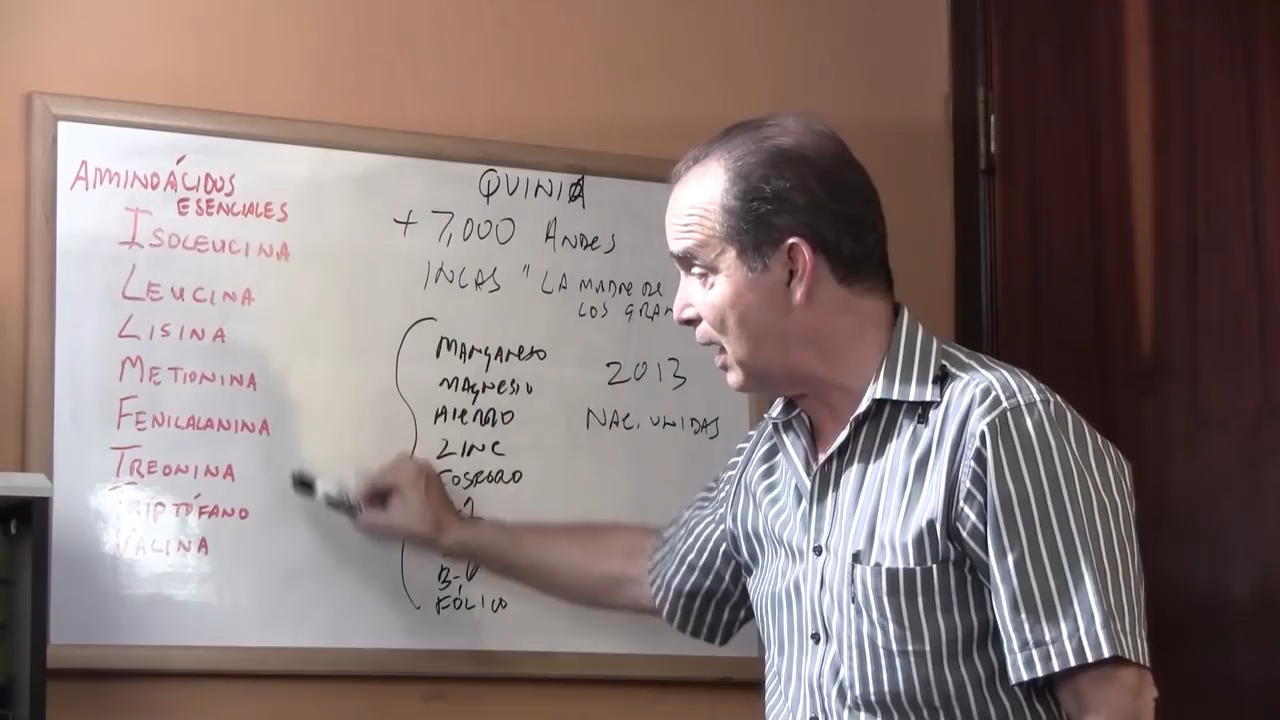 AMINOÁCIDOS
ESENCIALES
ISOLEUCINA
LEUCINA
LISINA
METIONINA
FENILALANINA
TREONINA
TRIPTÓFANO
VALINA
QUINIA
+ 7,000 ANDES
INCAS "LA MADRE DE
LOS GRAN
MANGANESO
MAGNESIO
HIERRO
ZINC
FOSFORO
2013
NAC. UNIDAS
FÓLICO